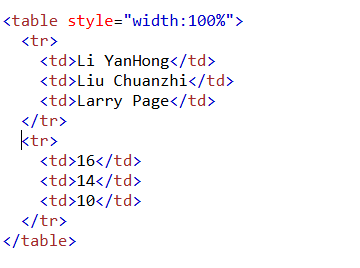 <table style="width:100%">
  <tr>
    <td>Li YanHong</td>
    <td>Liu Chuanzhi</td>
    <td>Larry Page</td>
  </tr>
  <tr>
    <td>16</td>
    <td>14</td>
    <td>10</td>
  </tr>
</table>